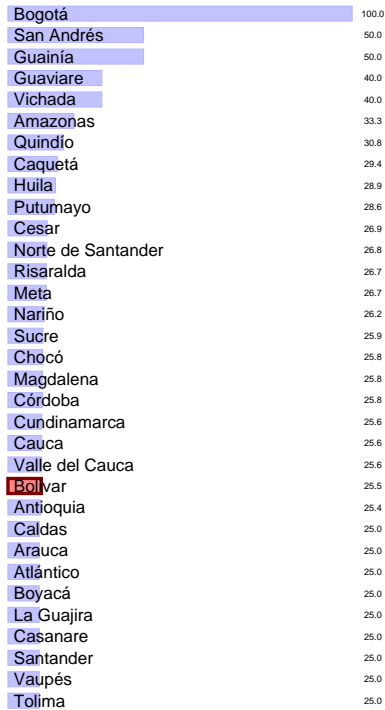 Bogotá 100.0
San Andrés 50.0
Guainía 50.0
Guaviare 40.0
Vichada 40.0
Amazonas 33.3
Quindío 30.8
Caquetá 29.4
Huila 28.9
Putumayo 28.6
Cesar 26.9
Norte de Santander 26.8
Risaralda 26.7
Meta 26.7
Nariño 26.2
Sucre 25.9
Chocó 25.8
Magdalena 25.8
Córdoba 25.8
Cundinamarca 25.6
Cauca 25.6
Valle del Cauca 25.6
Bolívar 25.5
Antioquia 25.4
Caldas 25.0
Arauca 25.0
Atlántico 25.0
Boyacá 25.0
La Guajira 25.0
Casanare 25.0
Santander 25.0
Vaupés 25.0
Tolima 25.0